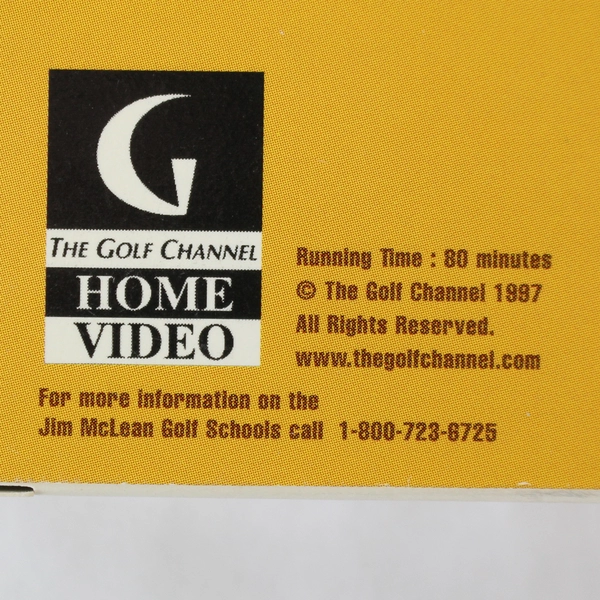 G
THE GOLF CHANNEL
HOME
VIDEO
Running Time : 80 minutes
© The Golf Channel 1997
All Rights Reserved.
www.thegolfchannel.com
For more information on the
Jim McLean Golf Schools call 1-800-723-6725